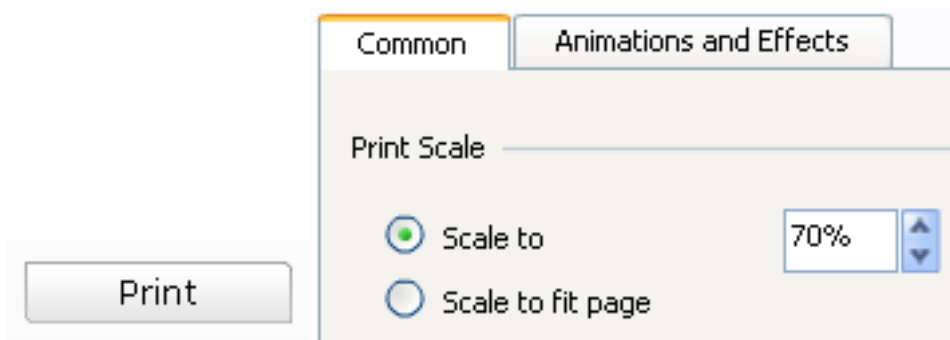 Common
Animations and Effects
Print Scale
Scale to
70%
Scale to fit page
Print